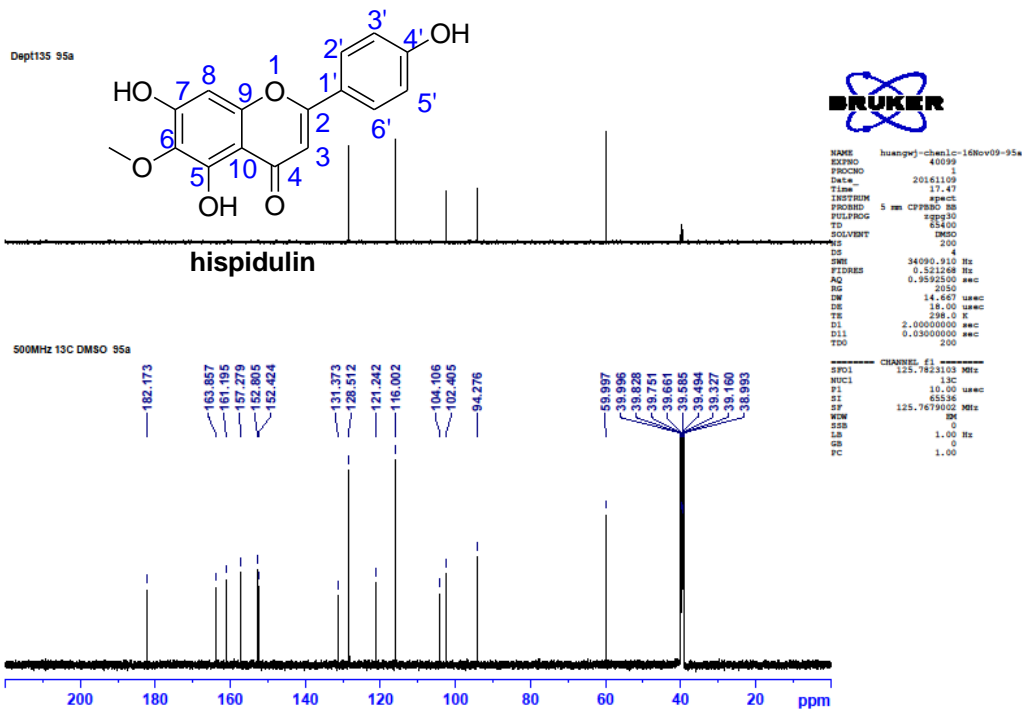 Dept135 95a
3'
OH
4'
2'
OH
8
1
O
1'
5'
HO
7
9
2
6'
6
O
10
3
5
4
OH
O
hispidulin
BRUKER
NAME huangwj-chenlc-16Nov09-95a
EXPNO 40099
PROCNO 1
Date_ 20161109
Time 17.47
INSTRUM spect
PROBHD 5 mm CPPBBO BB
PULPROG zgpg30
TD 65400
SOLVENT DMSO
NS 200
DS 4
SWH 34090.910 Hz
FIDRES 0.521268 Hz
AQ 0.9592500 sec
RG 2050
DW 14.667 usec
DE 18.00 usec
TE 298.0 K
D1 2.00000000 sec
D11 0.03000000 sec
TD0 200
======== CHANNEL f1 ========
SFO1 125.7823103 MHz
NUC1 13C
P1 10.00 usec
SI 65536
SF 125.7679002 MHz
WDW EM
SSB 0
LB 1.00 Hz
GB 0
PC 1.00
500MHz 13C DMSO 95a
182.173
163.857
161.195
157.279
152.805
152.424
131.373
128.512
121.242
116.002
104.106
102.405
94.276
59.997
39.996
39.828
39.751
39.661
39.585
39.494
39.327
39.160
38.993
200 180 160 140 120 100 80 60 40 20 ppm